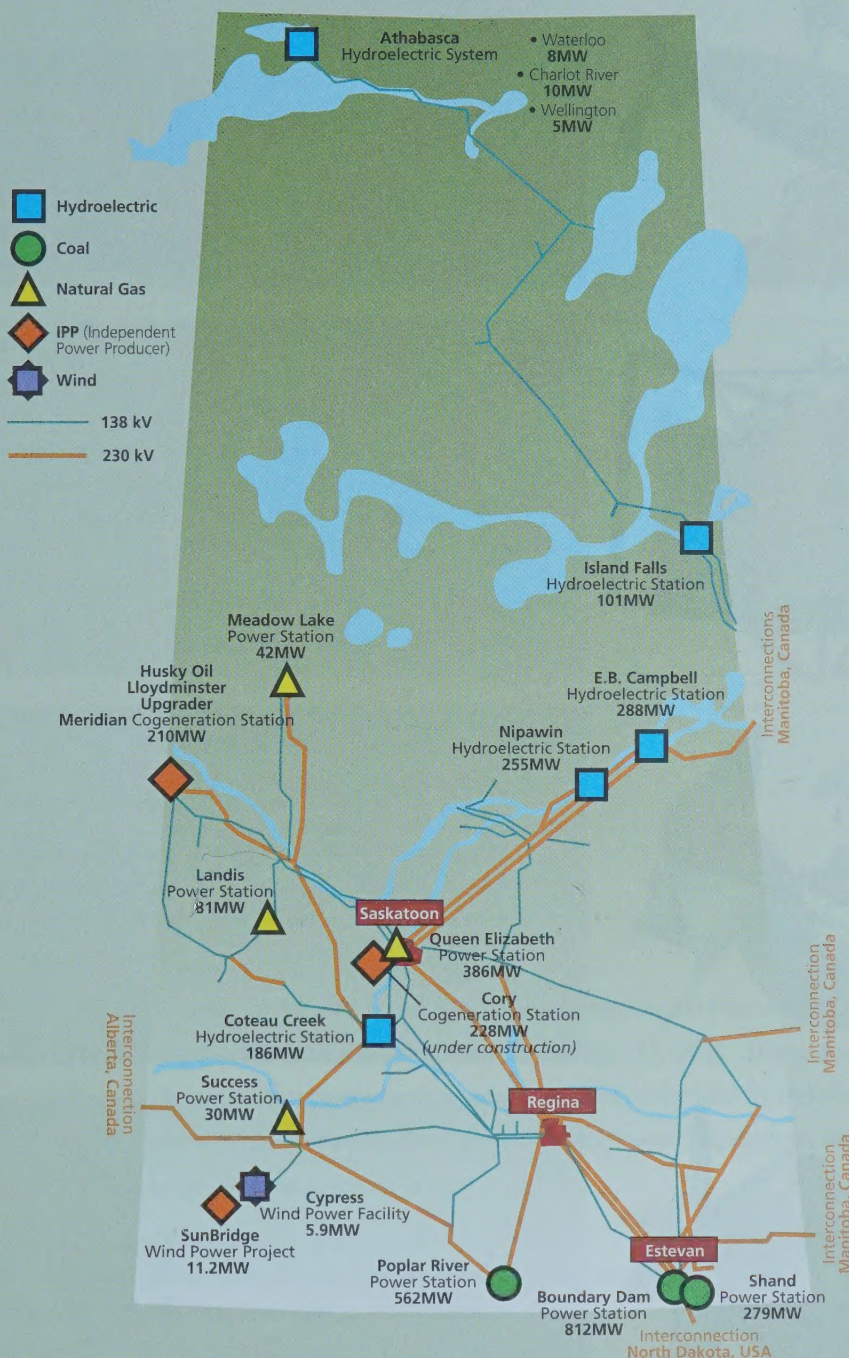 Athabasca
Hydroelectric System
• Waterloo
8MW
• Charlot River
10MW
• Wellington
5MW
Hydroelectric
Coal
Natural Gas
IPP (Independent
Power Producer)
Wind
138 kV
230 kV
Island Falls
Hydroelectric Station
101MW
Meadow Lake
Power Station
42MW
Husky Oil
Lloydminster
Upgrader
Meridian Cogeneration Station
210MW
E.B. Campbell
Hydroelectric Station
288MW
Interconnections
Manitoba, Canada
Nipawin
Hydroelectric Station
255MW
Landis
Power Station
81MW
Saskatoon
Queen Elizabeth
Power Station
386MW
Cory
Cogeneration Station
228MW
(under construction)
Interconnection
Manitoba, Canada
Coteau Creek
Hydroelectric Station
186MW
Interconnection
Alberta, Canada
Success
Power Station
30MW
Regina
Cypress
Wind Power Facility
5.9MW
SunBridge
Wind Power Project
11.2MW
Interconnection
Manitoba, Canada
Estevan
Poplar River
Power Station
562MW
Boundary Dam
Power Station
812MW
Shand
Power Station
279MW
Interconnection
North Dakota, USA